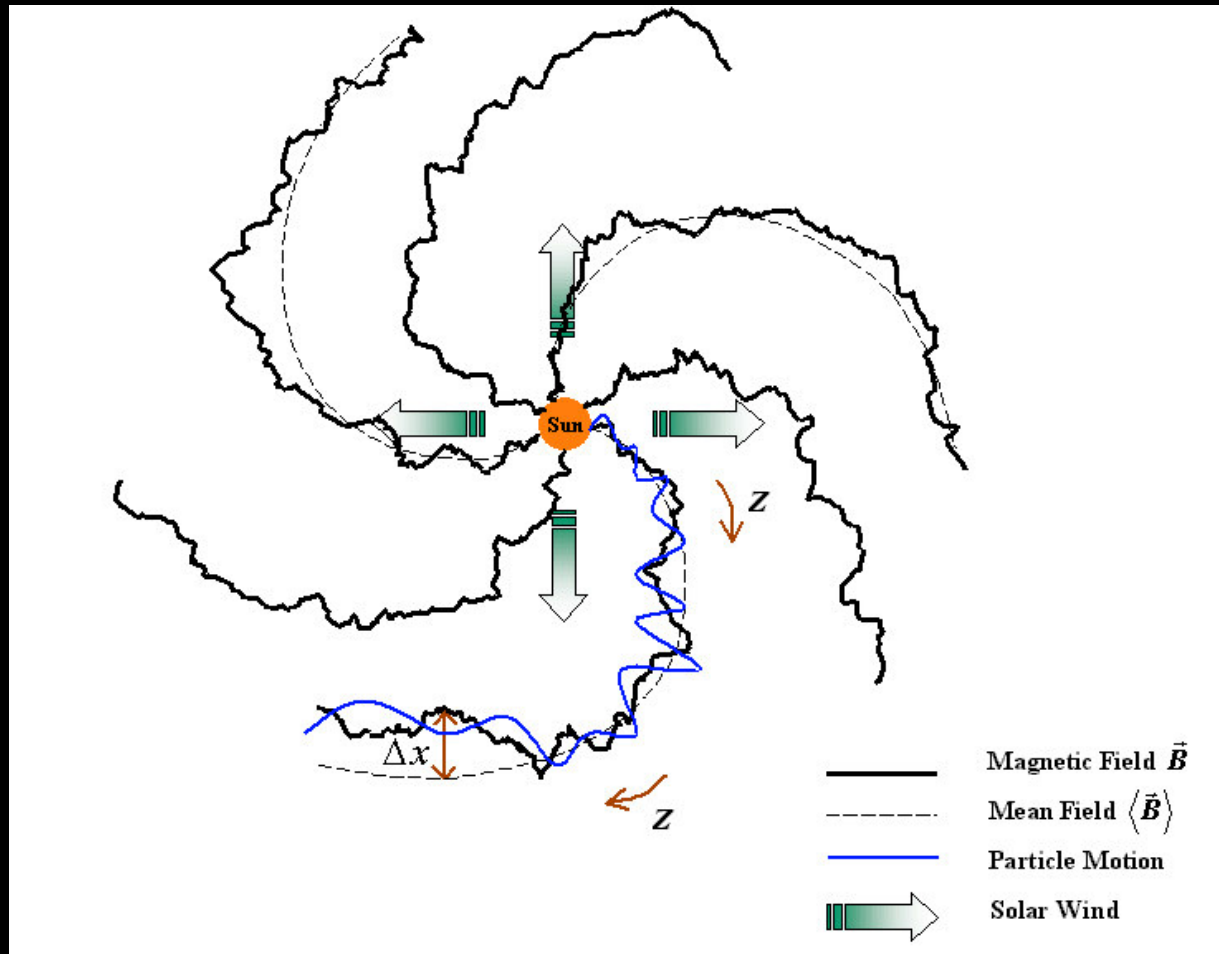 Sun
Z
Δx
Z
Magnetic Field B⃗
Mean Field ⟨B⃗⟩
Particle Motion
Solar Wind